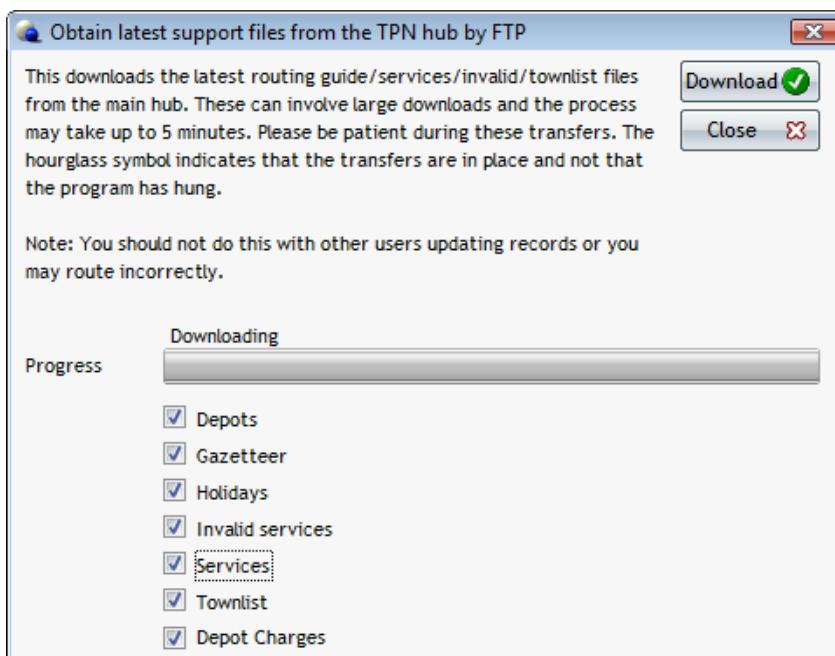 Obtain latest support files from the TPN hub by FTP
This downloads the latest routing guide/services/invalid/townlist files
from the main hub. These can involve large downloads and the process
may take up to 5 minutes. Please be patient during these transfers. The
hourglass symbol indicates that the transfers are in place and not that
the program has hung.
Download
Close
Note: You should not do this with other users updating records or you
may route incorrectly.
Downloading
Progress
Depots
Gazetteer
Holidays
Invalid services
Services
Townlist
Depot Charges